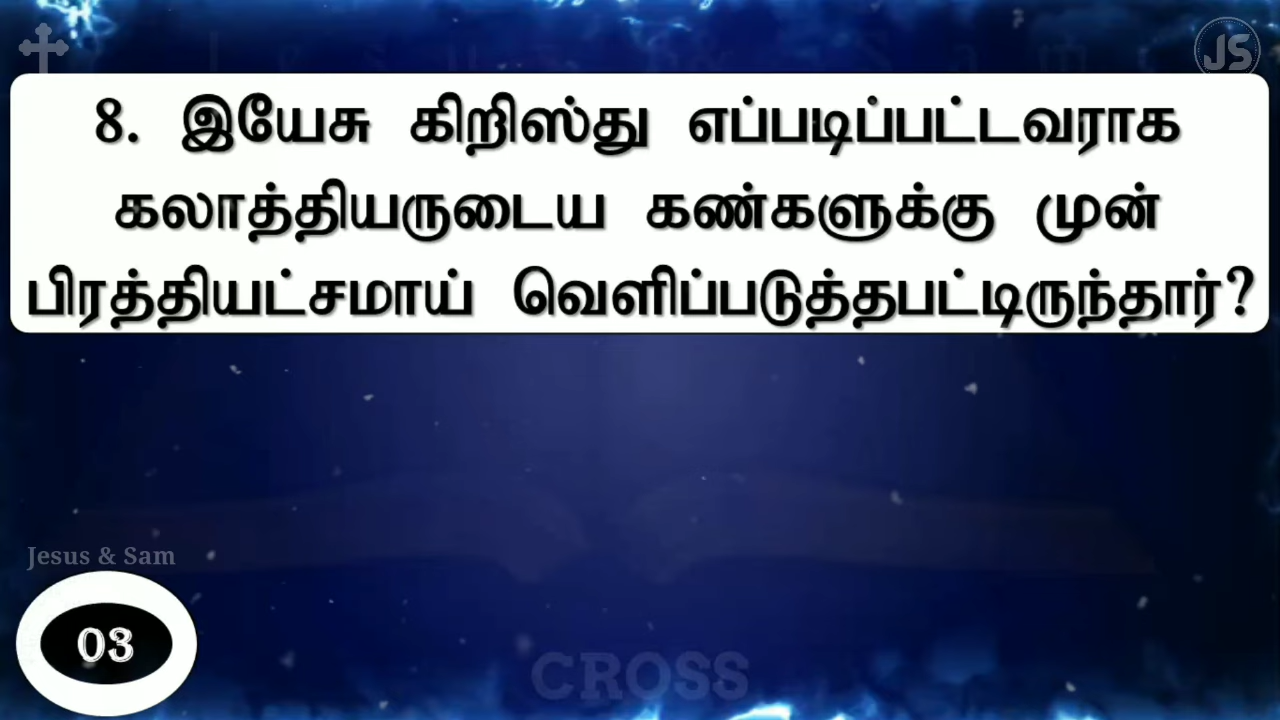 JS
8. இயேசு கிறிஸ்து எப்படிப்பட்டவராக
கலாத்தியருடைய கண்களுக்கு முன்
பிரத்தியட்சமாய் வெளிப்படுத்தபட்டிருந்தார்?
Jesus & Sam
03
CROSS